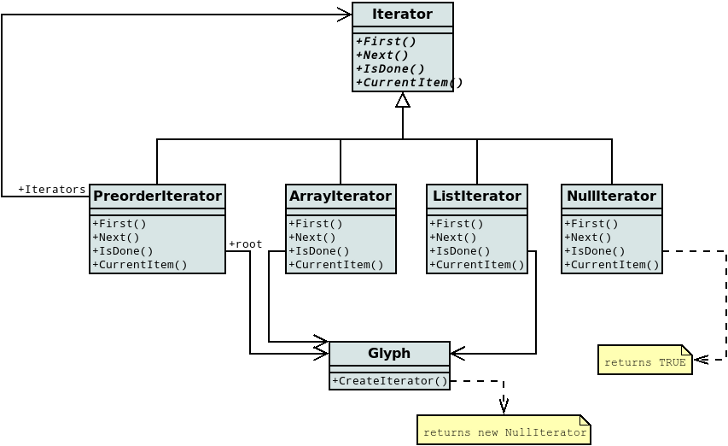 Iterator
+First()
+Next()
+IsDone()
+CurrentItem()
+Iterators
PreorderIterator
+First()
+Next()
+IsDone()
+CurrentItem()
+root
ArrayIterator
+First()
+Next()
+IsDone()
+CurrentItem()
ListIterator
+First()
+Next()
+IsDone()
+CurrentItem()
NullIterator
+First()
+Next()
+IsDone()
+CurrentItem()
Glyph
+CreateIterator()
returns TRUE
returns new NullIterator